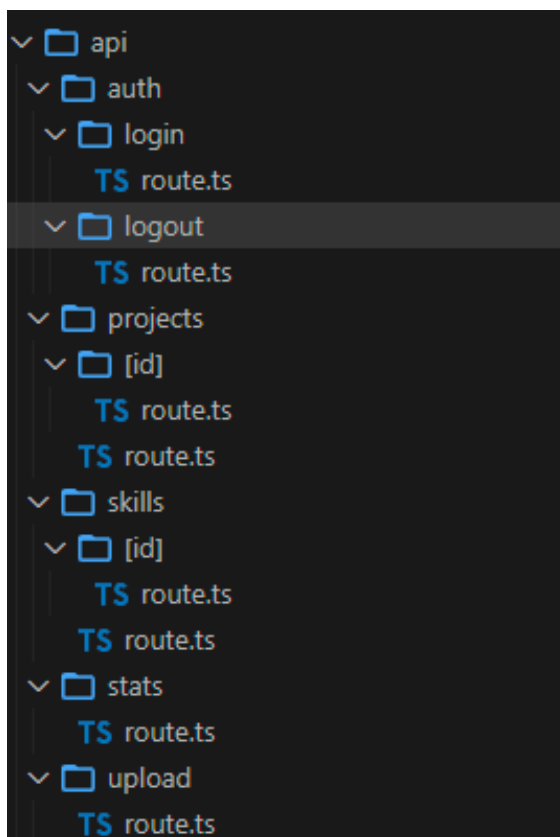 api
auth
login
TS route.ts
logout
TS route.ts
projects
[id]
TS route.ts
TS route.ts
skills
[id]
TS route.ts
TS route.ts
stats
TS route.ts
upload
TS route.ts